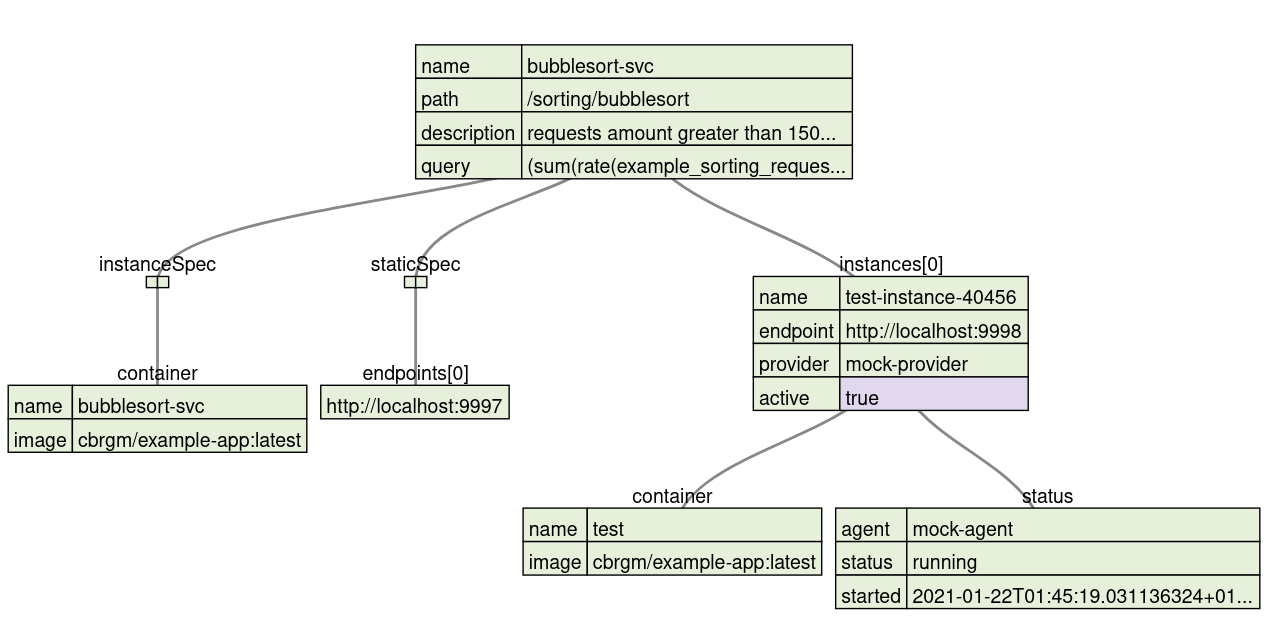 name bubblesort-svc
path /sorting/bubblesort
description requests amount greater than 150...
query (sum(rate(example_sorting_reques...
instanceSpec
staticSpec
instances[0]
name test-instance-40456
endpoint http://localhost:9998
provider mock-provider
active true
container
name bubblesort-svc
image cbrgm/example-app:latest
endpoints[0]
http://localhost:9997
container
name test
image cbrgm/example-app:latest
status
agent mock-agent
status running
started 2021-01-22T01:45:19.031136324+01...